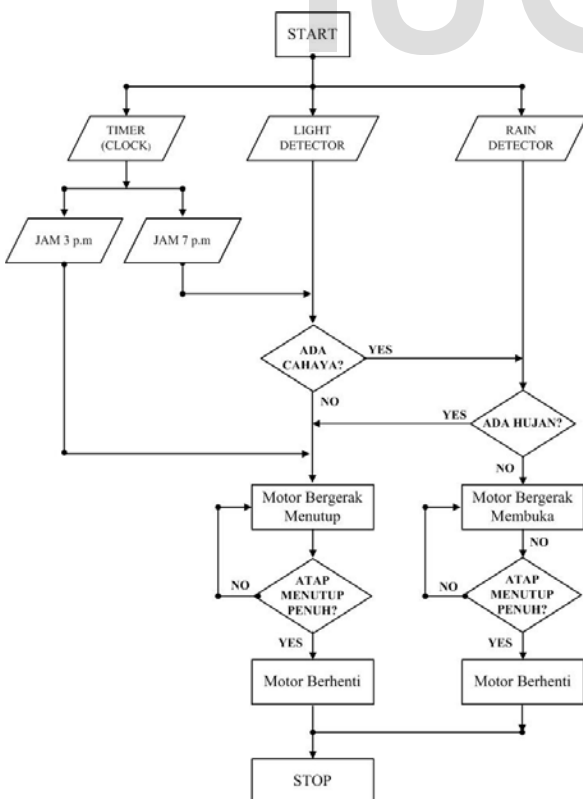 START
TIMER
(CLOCK)
LIGHT
DETECTOR
RAIN
DETECTOR
JAM 3 p.m
JAM 7 p.m
ADA
CAHAYA?
YES
NO
YES
ADA HUJAN?
NO
Motor Bergerak
Menutup
Motor Bergerak
Membuka
NO
NO
ATAP
MENUTUP
PENUH?
NO
ATAP
MENUTUP
PENUH?
YES
YES
Motor Berhenti
Motor Berhenti
STOP